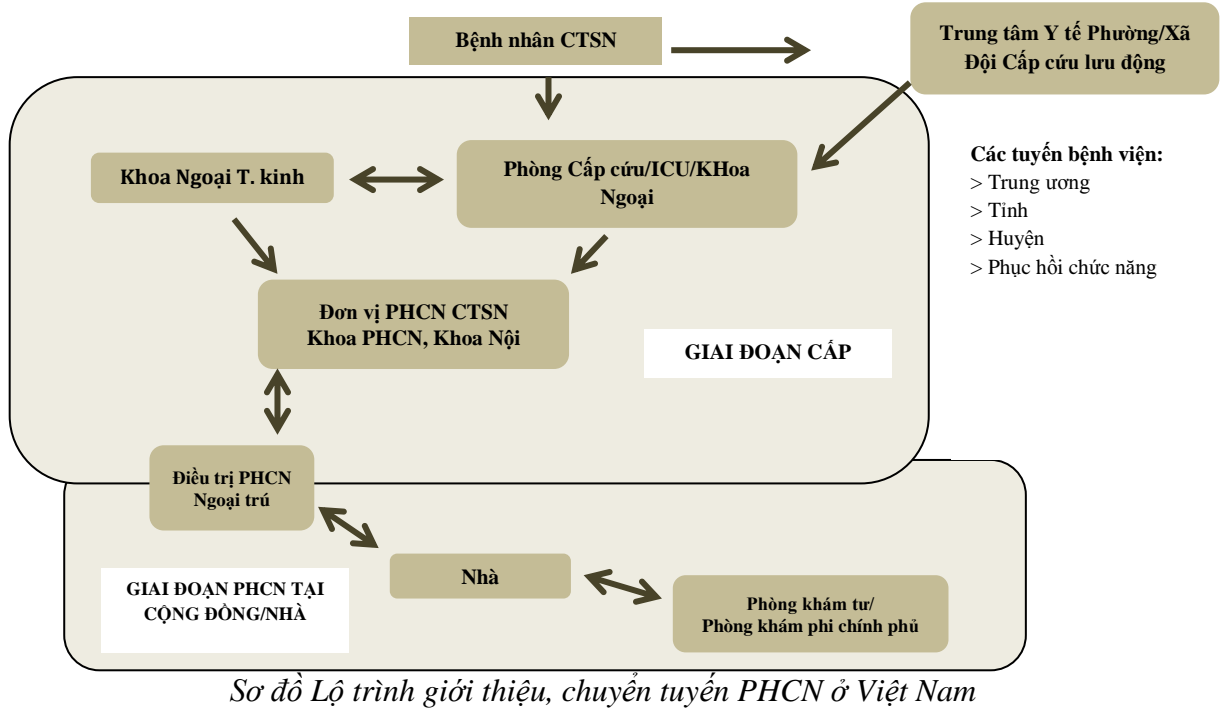 Bệnh nhân CTSN
Trung tâm Y tế Phường/Xã
Đội Cấp cứu lưu động
Khoa Ngoại T. kinh
Phòng Cấp cứu/ICU/KHoa
Ngoại
Các tuyến bệnh viện:
> Trung ương
> Tỉnh
> Huyện
> Phục hồi chức năng
Đơn vị PHCN CTSN
Khoa PHCN, Khoa Nội
GIAI ĐOẠN CẤP
Điều trị PHCN
Ngoại trú
GIAI ĐOẠN PHCN TẠI
CỘNG ĐỒNG/NHÀ
Nhà
Phòng khám tư/
Phòng khám phi chính phủ
Sơ đồ Lộ trình giới thiệu, chuyển tuyến PHCN ở Việt Nam